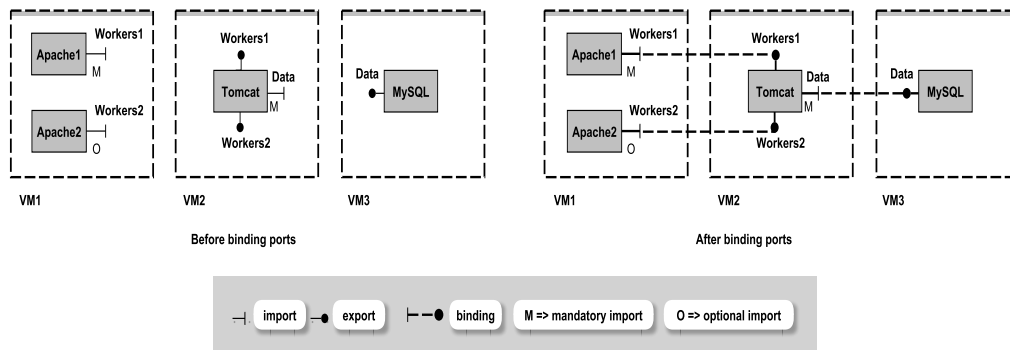 Workers1
Apache1
M
Workers2
Apache2
O
VM1
Workers1
Tomcat
Data
M
Workers2
VM2
Data
MySQL
VM3
Before binding ports
Workers1
Apache1
M
Workers2
Apache2
O
VM1
Workers1
Tomcat
Data
M
Workers2
VM2
Data
MySQL
VM3
After binding ports
import
export
binding
M => mandatory import
O => optional import